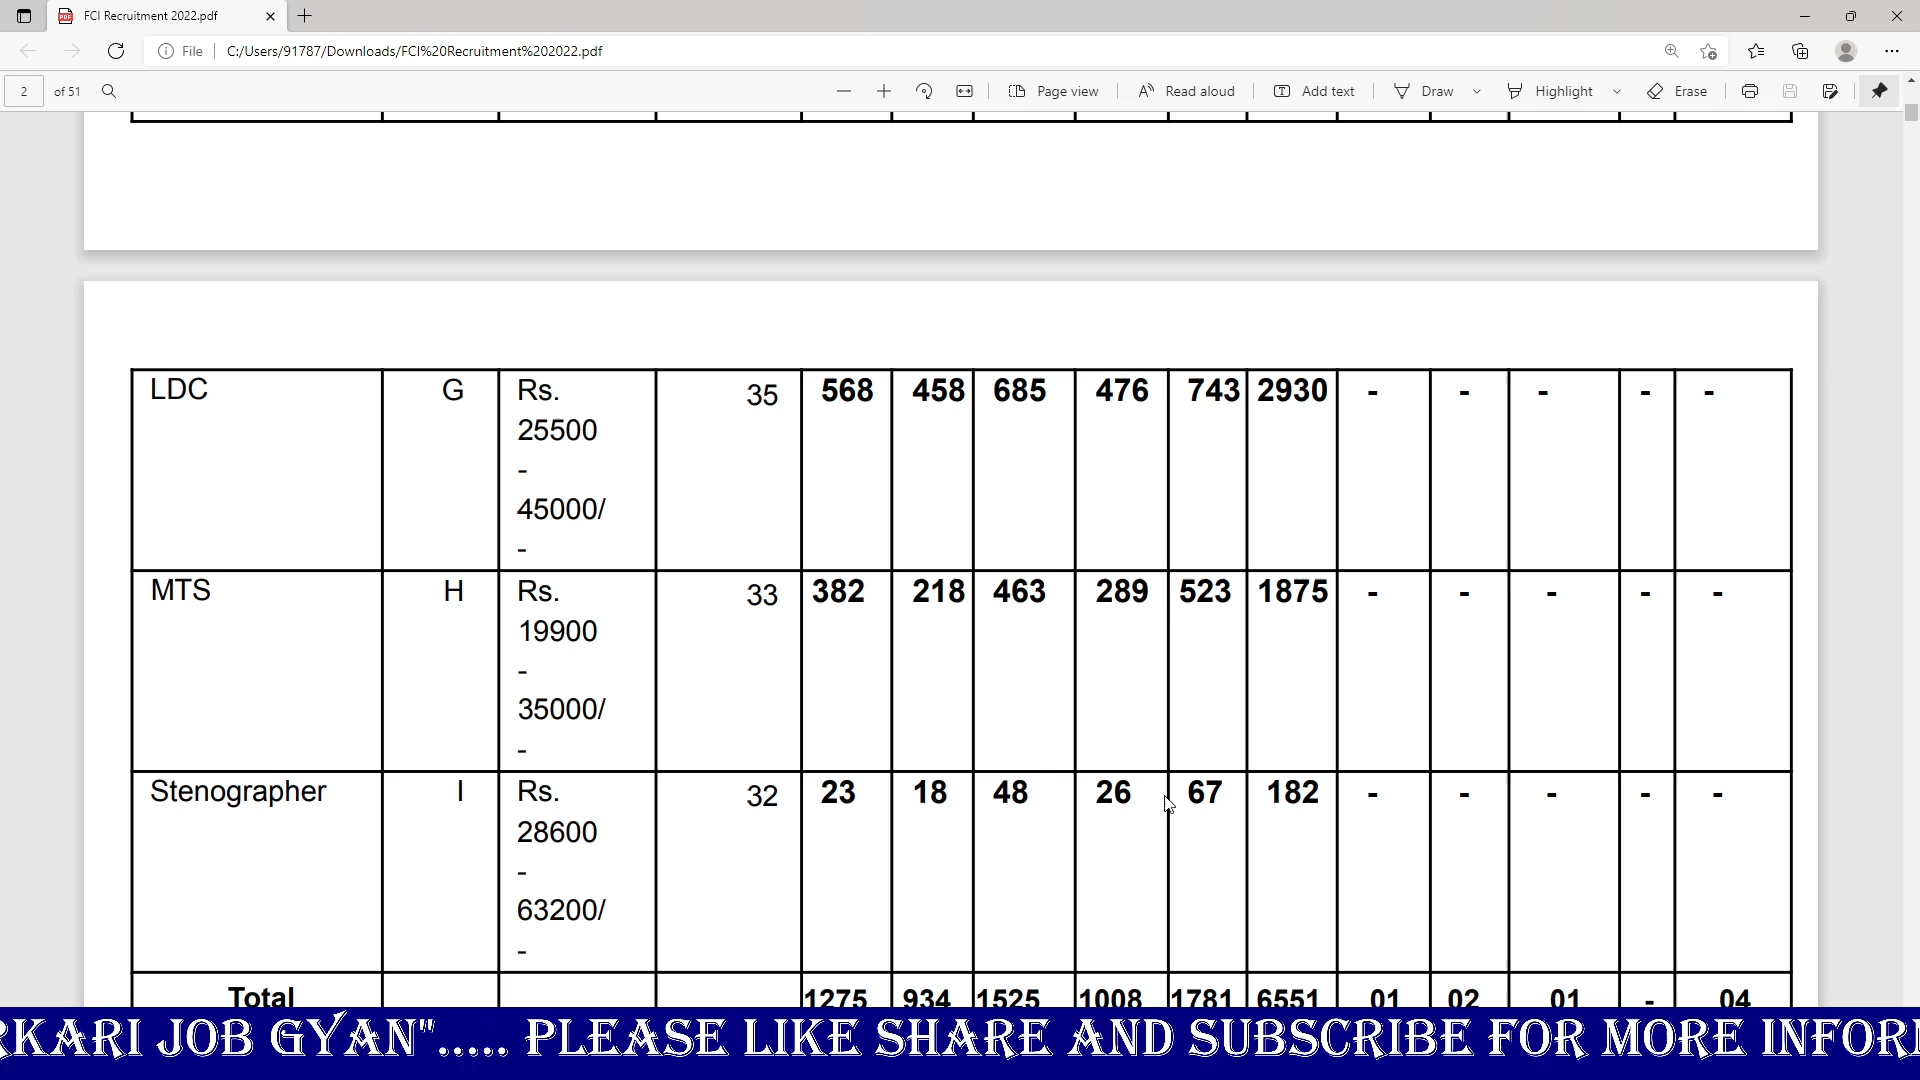 FCI Recruitment 2022.pdf
File C:/Users/91787/Downloads/FCI%20Recruitment%202022.pdf
2 of 51 Page view Read aloud Add text Draw Highlight Erase
LDC G Rs. 35 568 458 685 476 743 2930 - - - - -
25500
-
45000/
-
MTS H Rs. 33 382 218 463 289 523 1875 - - - - -
19900
-
35000/
-
Stenographer I Rs. 32 23 18 48 26 67 182 - - - - -
28600
-
63200/
-
Total 1275 934 1525 1008 1781 6551 01 02 01 - 04
RKARI JOB GYAN"..... PLEASE LIKE SHARE AND SUBSCRIBE FOR MORE INFOR